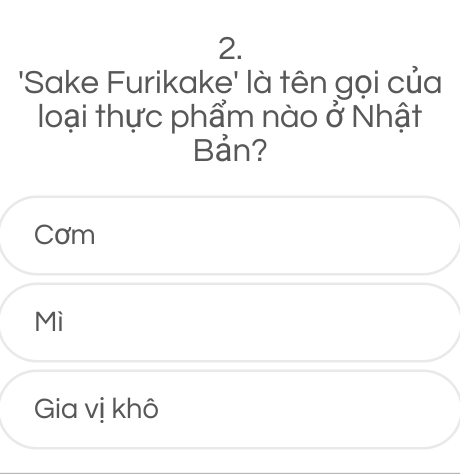 2.
'Sake Furikake' là tên gọi của
loại thực phẩm nào ở Nhật
Bản?
Cơm
Mì
Gia vị khô